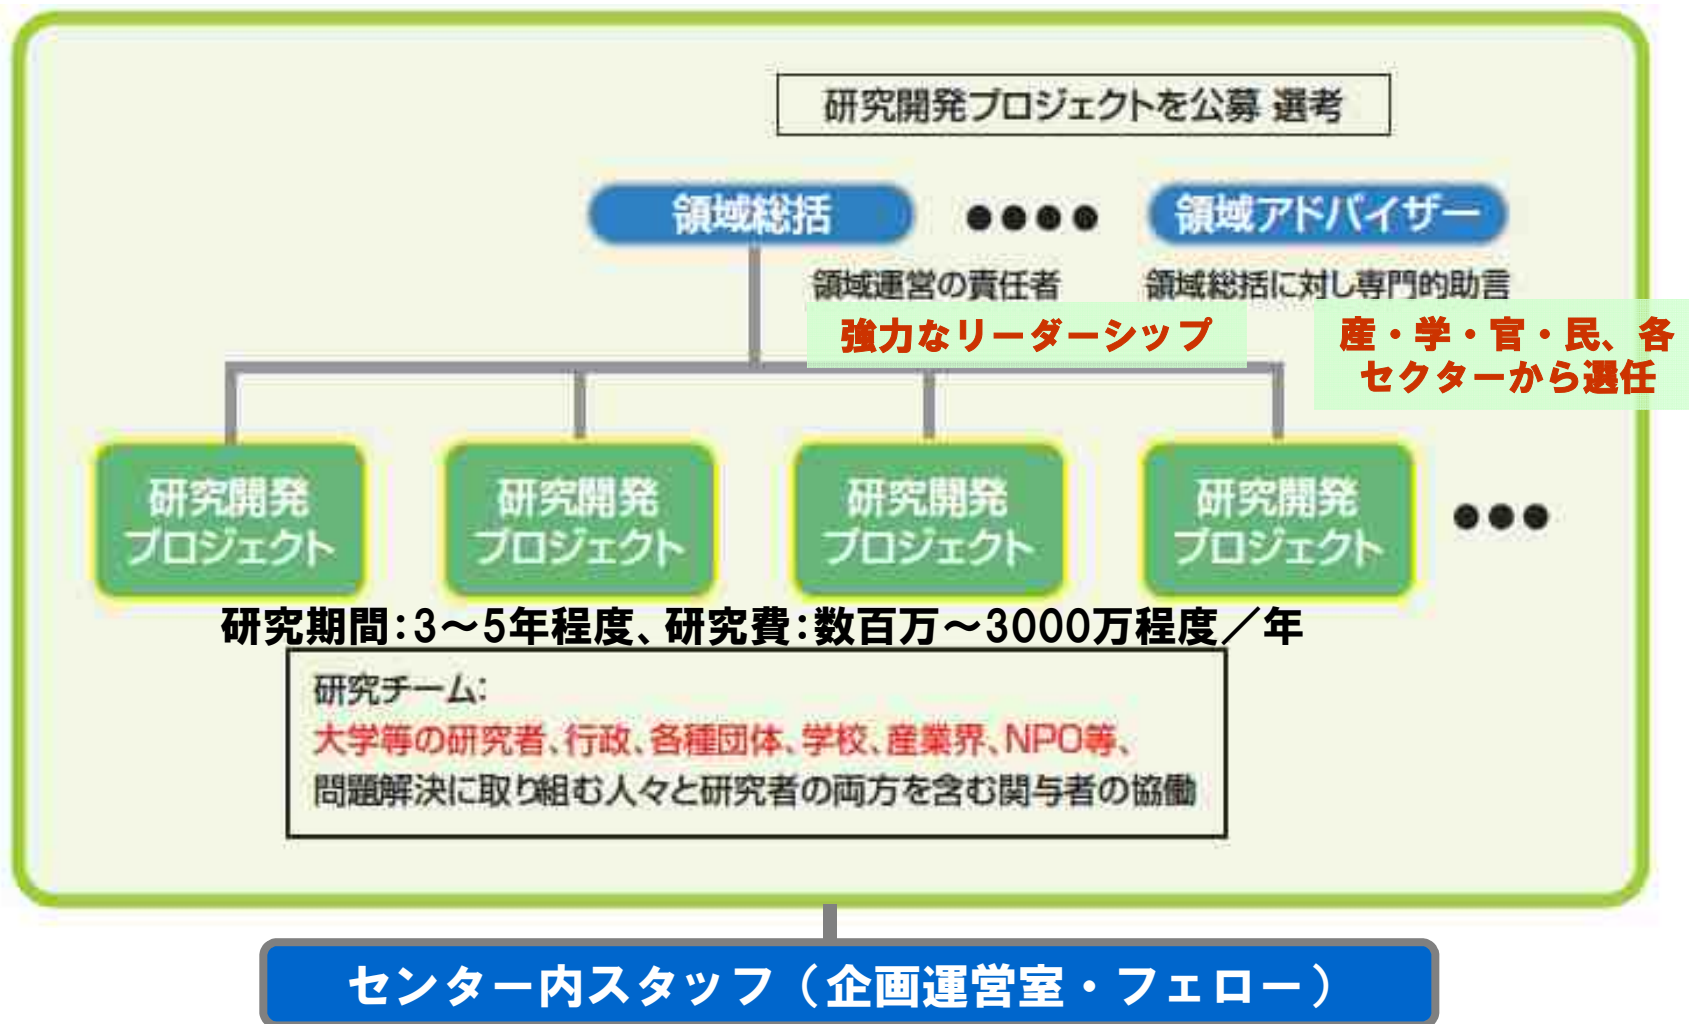 研究開発プロジェクトを公募 選考
領域総括 ●●●● 領域アドバイザー
領域運営の責任者
領域総括に対し専門的助言
強力なリーダーシップ
産・学・官・民、各
セクターから選任
研究開発
プロジェクト
研究開発
プロジェクト
研究開発
プロジェクト
研究開発
プロジェクト
●●●
研究期間:3～5年程度、研究費:数百万～3000万程度／年
研究チーム:
大学等の研究者、行政、各種団体、学校、産業界、NPO等、
問題解決に取り組む人々と研究者の両方を含む関与者の協働
センター内スタッフ（企画運営室・フェロー）